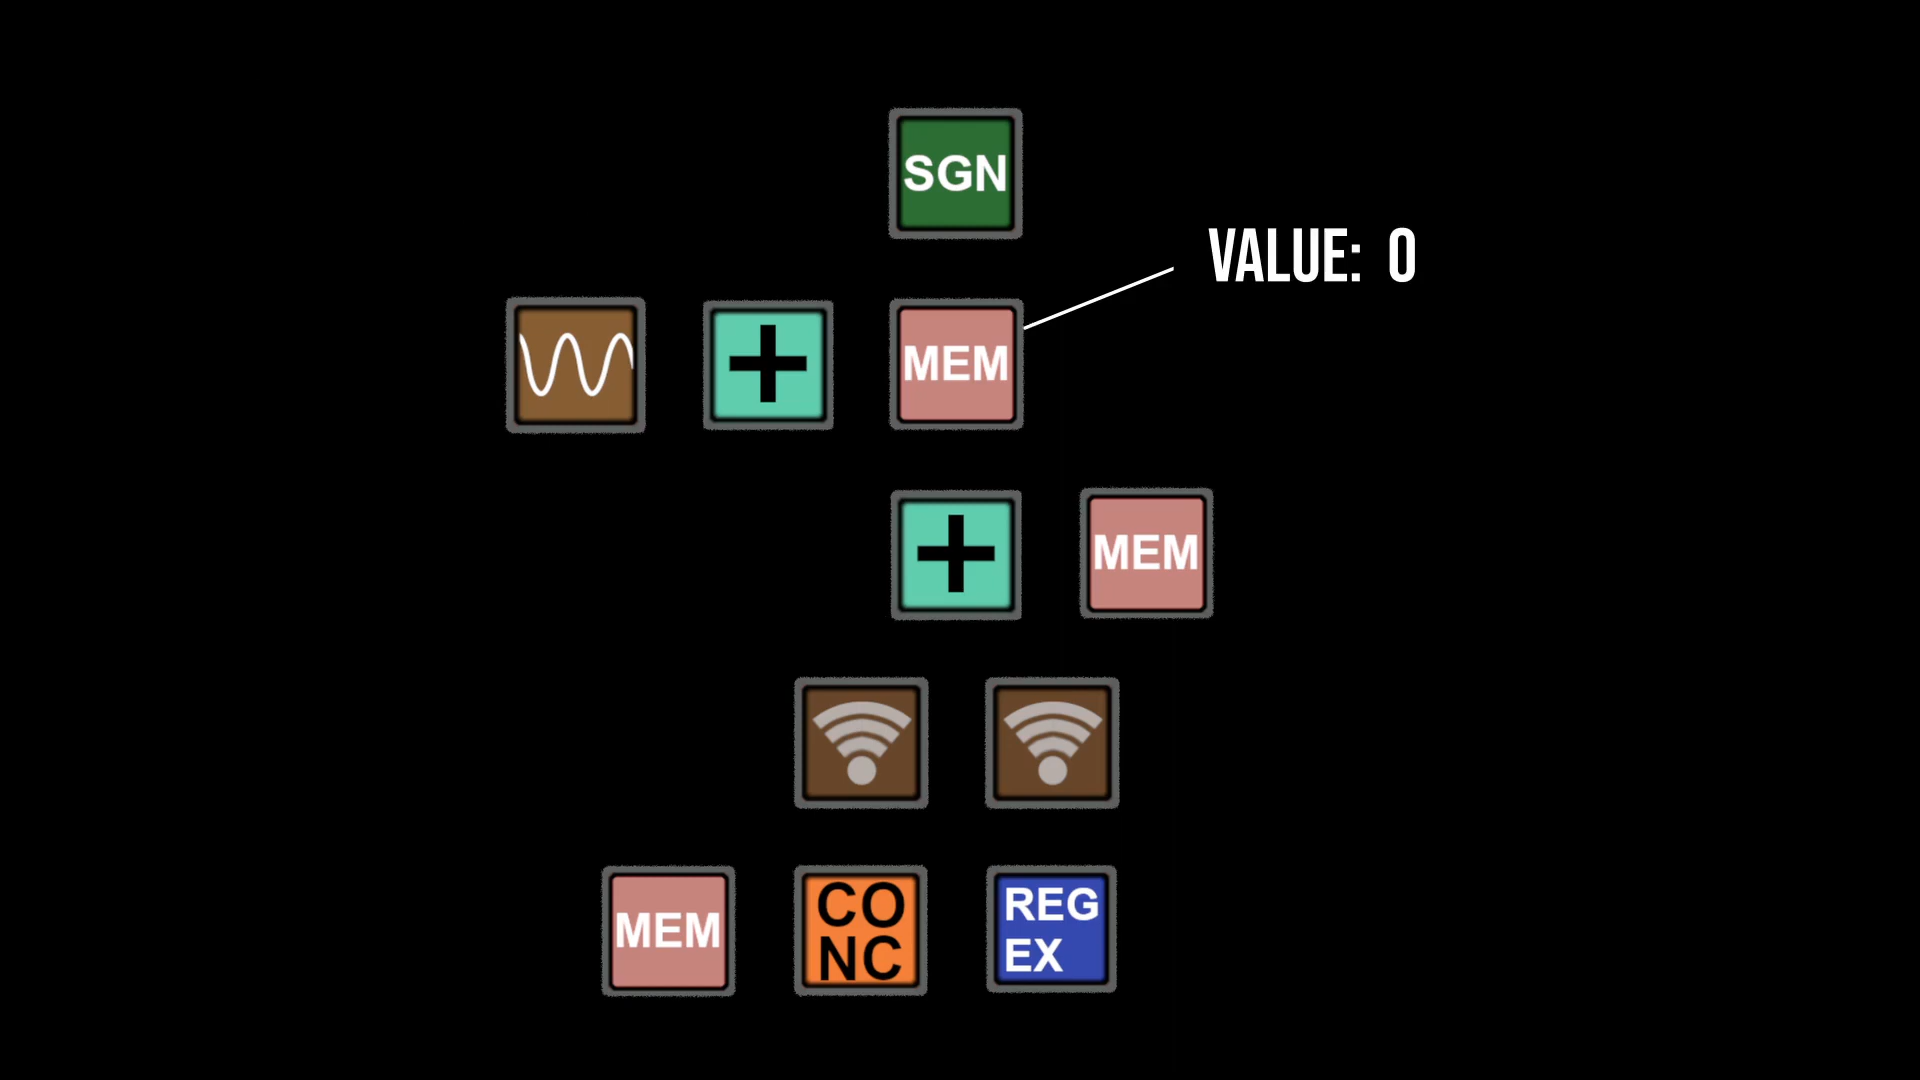 SGN
VALUE: 0
MEM
MEM
MEM
CO
NC
REG
EX